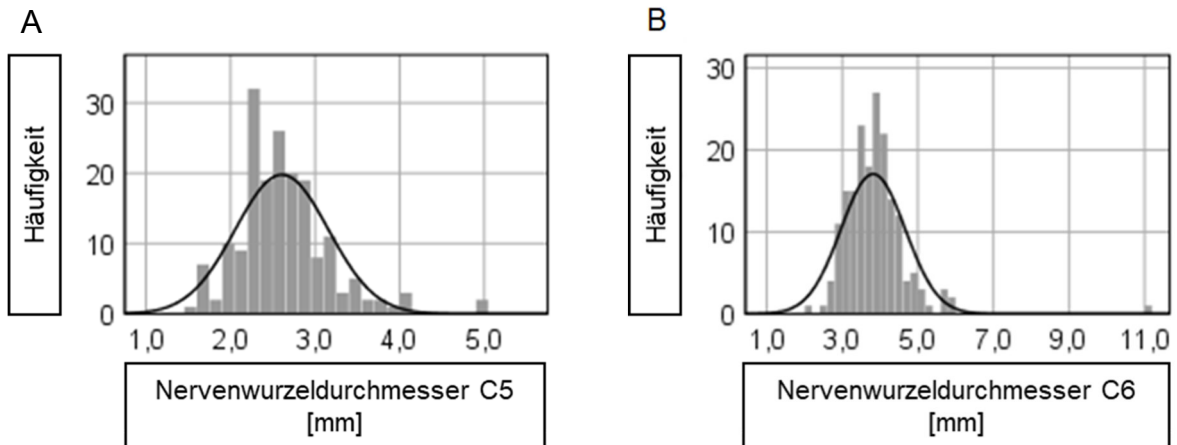 A
Häufigkeit
30
20
10
0
1,0 2,0 3,0 4,0 5,0
Nervenwurzeldurchmesser C5
[mm]
B
Häufigkeit
30
20
10
0
1,0 3,0 5,0 7,0 9,0 11,0
Nervenwurzeldurchmesser C6
[mm]